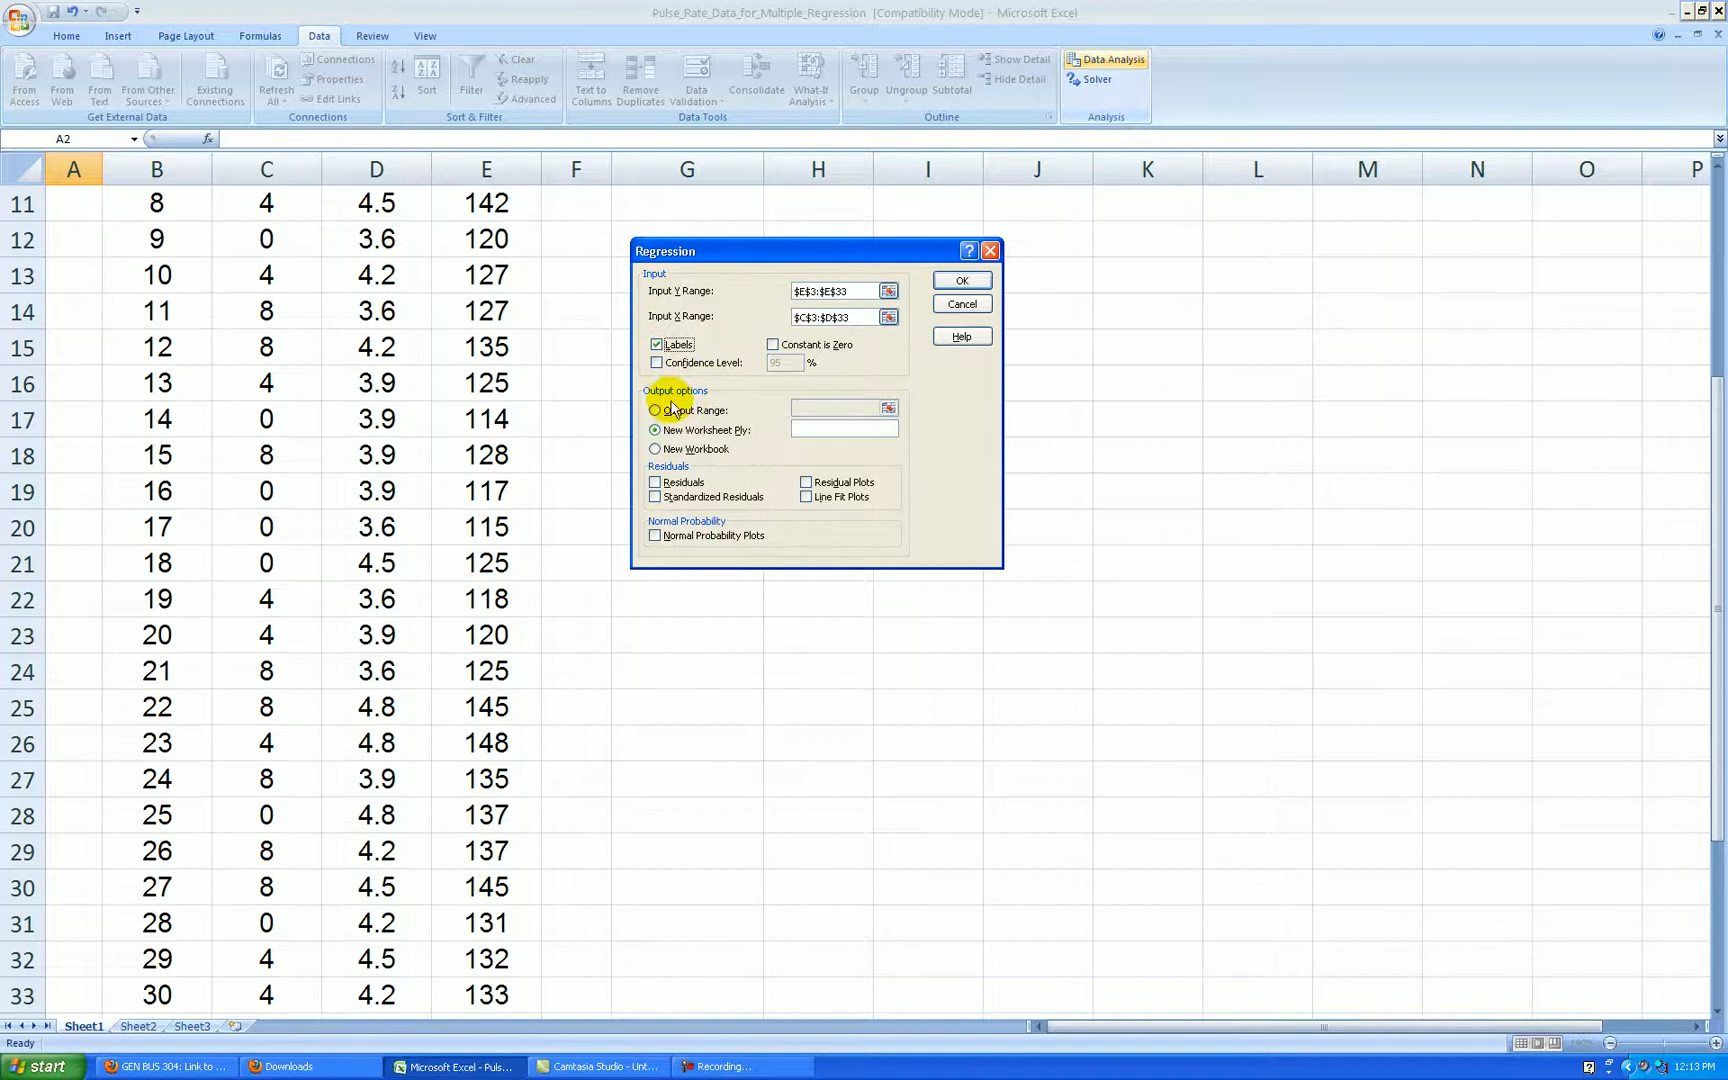 Pulse_Rate_Data_for_Multiple_Regression [Compatibility Mode] - Microsoft Excel
Home Insert Page Layout Formulas Data Review View
From Access
From Web
From Text
From Other Sources
Existing Connections
Get External Data
Refresh All
Connections
Properties
Edit Links
Connections
Sort
Filter
Clear
Reapply
Advanced
Sort & Filter
Text to Columns
Remove Duplicates
Data Validation
Consolidate
What-If Analysis
Data Tools
Group
Ungroup
Subtotal
Show Detail
Hide Detail
Outline
Data Analysis
Solver
Analysis
A2 fx
A B C D E F G H I J K L M N O P
11 8 4 4.5 142
12 9 0 3.6 120
13 10 4 4.2 127
14 11 8 3.6 127
15 12 8 4.2 135
16 13 4 3.9 125
17 14 0 3.9 114
18 15 8 3.9 128
19 16 0 3.9 117
20 17 0 3.6 115
21 18 0 4.5 125
22 19 4 3.6 118
23 20 4 3.9 120
24 21 8 3.6 125
25 22 8 4.8 145
26 23 4 4.8 148
27 24 8 3.9 135
28 25 0 4.8 137
29 26 8 4.2 137
30 27 8 4.5 145
31 28 0 4.2 131
32 29 4 4.5 132
33 30 4 4.2 133
Regression
Input
Input Y Range: $E$3:$E$33
Input X Range: $C$3:$D$33
Labels Constant is Zero
Confidence Level: 95 %
OK
Cancel
Help
Output options
Output Range:
New Worksheet Ply:
New Workbook
Residuals
Residuals Residual Plots
Standardized Residuals Line Fit Plots
Normal Probability
Normal Probability Plots
Sheet1 Sheet2 Sheet3
Ready
start GEN BUS 304: Link to ... Downloads Microsoft Excel - Puls... Camtasia Studio - Unt... Recording... 12:13 PM